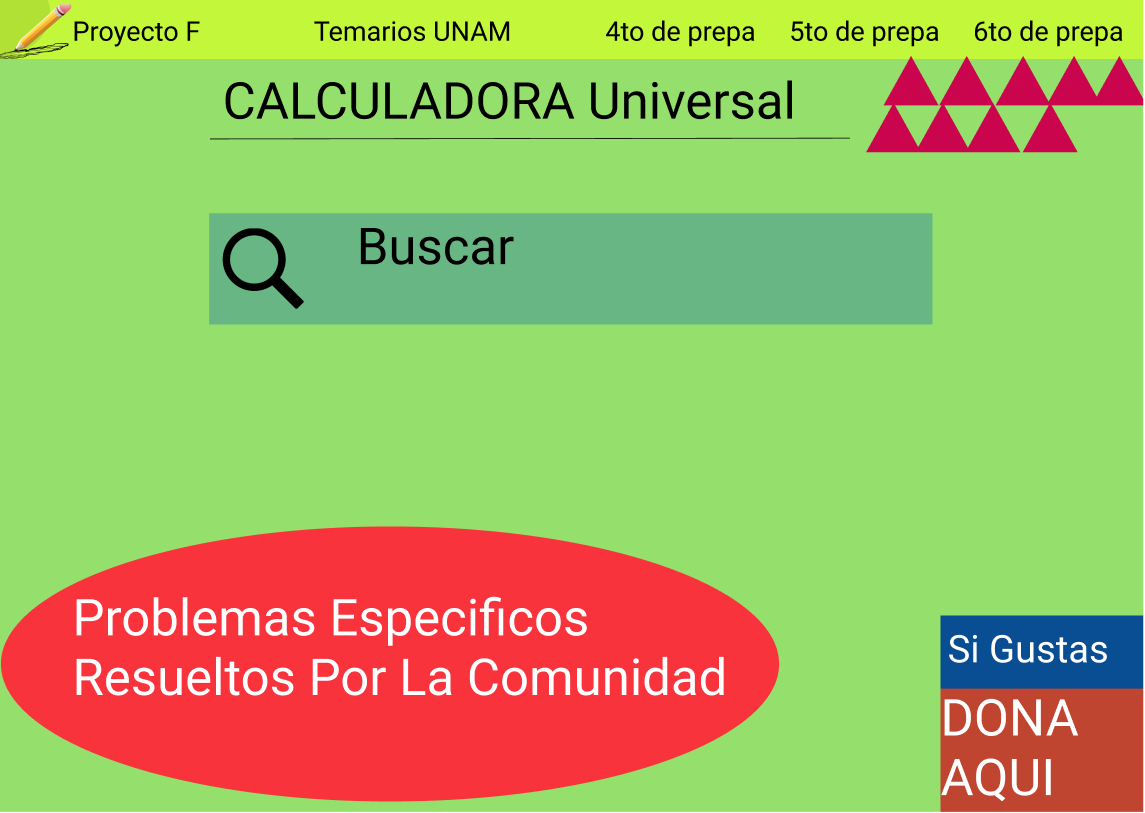 Proyecto F Temarios UNAM 4to de prepa 5to de prepa 6to de prepa
CALCULADORA Universal
Buscar
Problemas Especificos
Resueltos Por La Comunidad
Si Gustas
DONA
AQUI